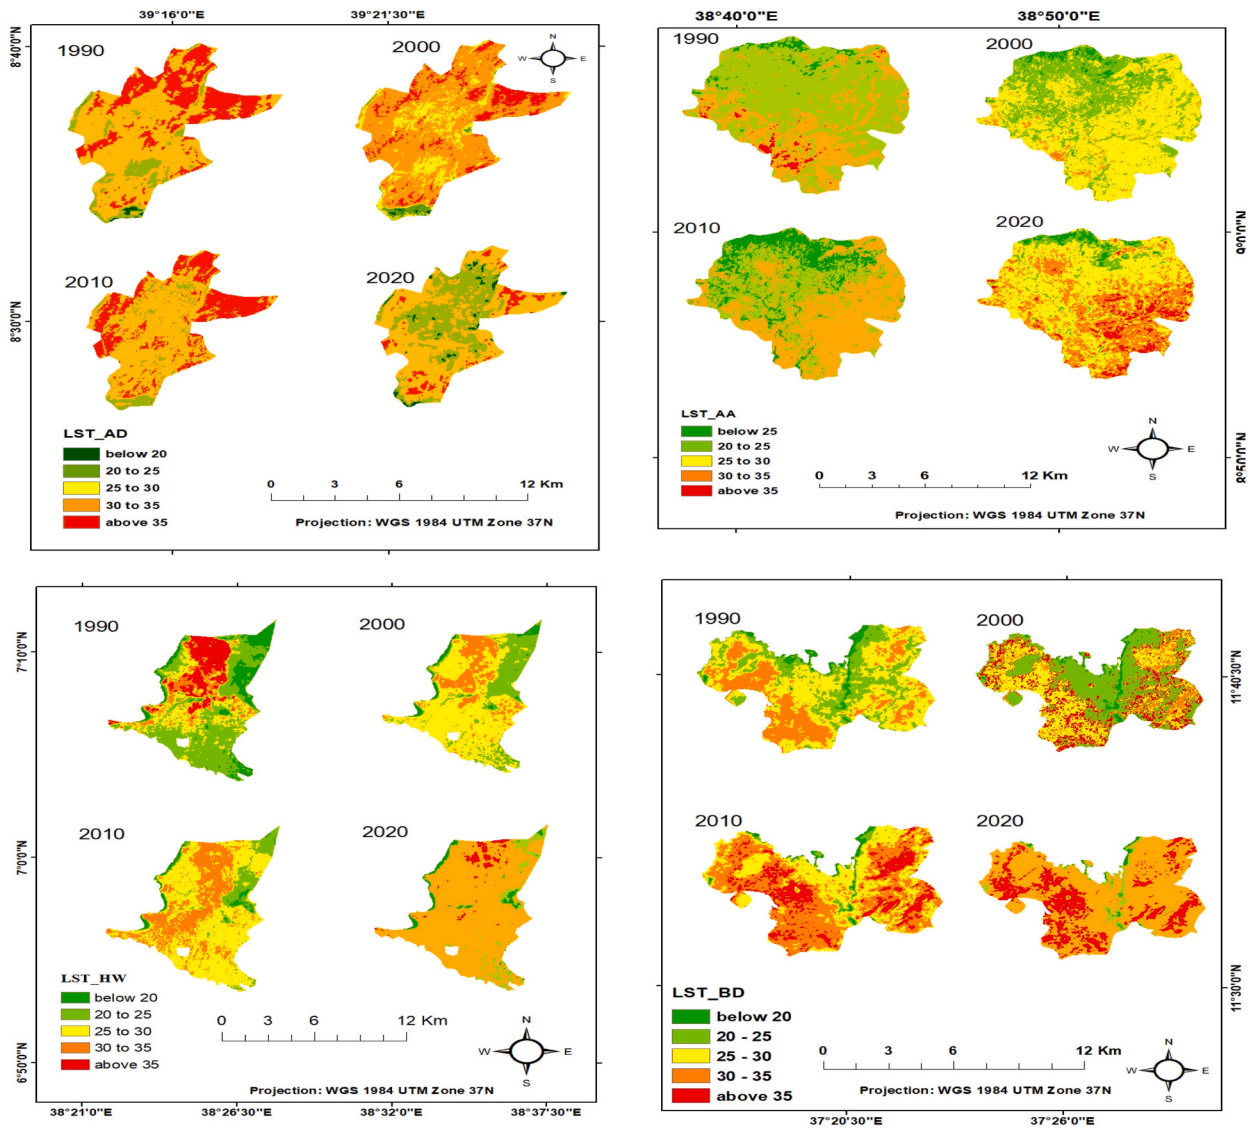 39°16'0"E 39°21'30"E
8°40'0"N
8°30'0"N
1990
2000
N
W E
S
2010
2020
LST_AD
below 20
20 to 25
25 to 30
30 to 35
above 35
0 3 6 12 Km
Projection: WGS 1984 UTM Zone 37N
38°40'0"E 38°50'0"E
1990
2000
9°0'0"N
2010
2020
LST_AA
below 25
20 to 25
25 to 30
30 to 35
above 35
0 3 6 12 Km
N
W E
S
8°50'0"N
Projection: WGS 1984 UTM Zone 37N
1990
2000
7°10'0"N
2010
2020
7°0'0"N
LST_HW
below 20
20 to 25
25 to 30
30 to 35
above 35
0 3 6 12 Km
N
W E
S
6°50'0"N
Projection: WGS 1984 UTM Zone 37N
38°21'0"E 38°26'30"E 38°32'0"E 38°37'30"E
1990
2000
11°40'30"N
2010
2020
11°30'0"N
LST_BD
below 20
20 - 25
25 - 30
30 - 35
above 35
0 3 6 12 Km
N
W E
S
Projection: WGS 1984 UTM Zone 37N
37°20'30"E 37°26'0"E